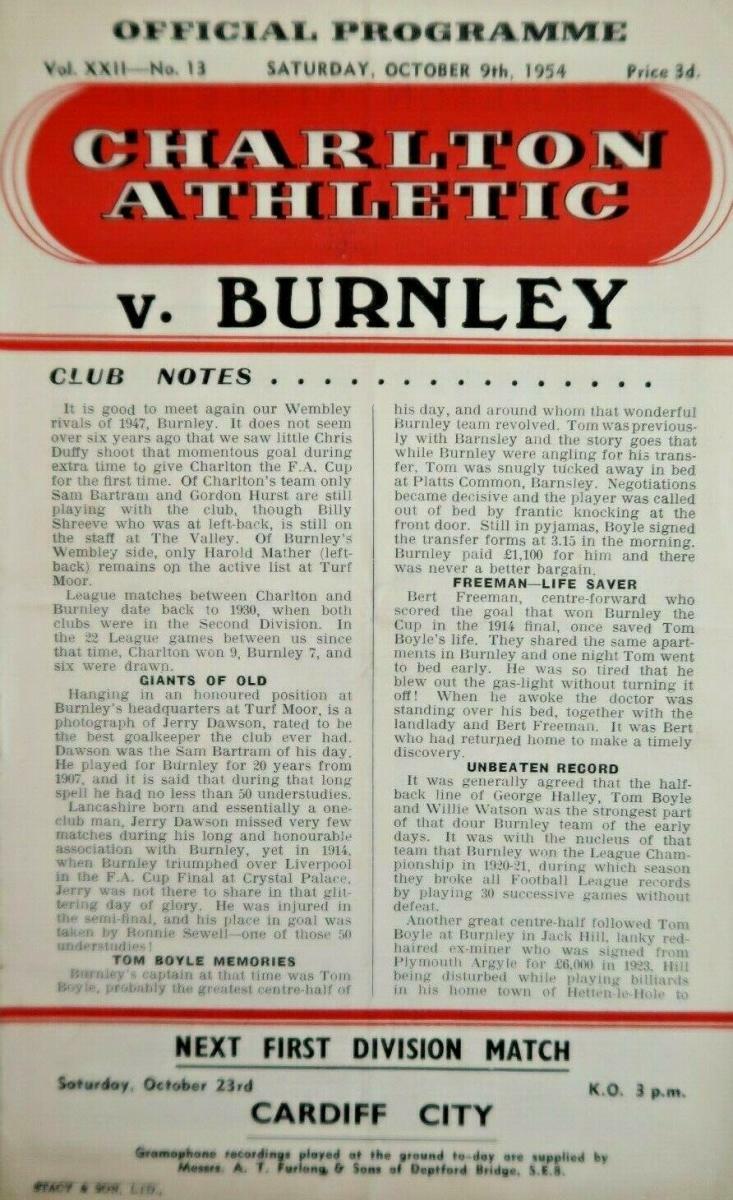 OFFICIAL PROGRAMME
Vol. XXII—No. 13 SATURDAY, OCTOBER 9th, 1954 Price 3d.
CHARLTON
ATHLETIC
v. BURNLEY
CLUB NOTES . . . . . . . . . . . . . . .
It is good to meet again our Wembley
rivals of 1947, Burnley. It does not seem
over six years ago that we saw little Chris
Duffy shoot that momentous goal during
extra time to give Charlton the F.A. Cup
for the first time. Of Charlton's team only
Sam Bartram and Gordon Hurst are still
playing with the club, though Billy
Shreeve who was at left-back, is still on
the staff at The Valley. Of Burnley's
Wembley side, only Harold Mather (left-
back) remains on the active list at Turf
Moor.
League matches between Charlton and
Burnley date back to 1930, when both
clubs were in the Second Division. In
the 22 League games between us since
that time, Charlton won 9, Burnley 7, and
six were drawn.
GIANTS OF OLD
Hanging in an honoured position at
Burnley's headquarters at Turf Moor, is a
photograph of Jerry Dawson, rated to be
the best goalkeeper the club ever had.
Dawson was the Sam Bartram of his day.
He played for Burnley for 20 years from
1907, and it is said that during that long
spell he had no less than 50 understudies.
Lancashire born and essentially a one-
club man, Jerry Dawson missed very few
matches during his long and honourable
association with Burnley, yet in 1914,
when Burnley triumphed over Liverpool
in the F.A. Cup Final at Crystal Palace,
Jerry was not there to share in that glit-
tering day of glory. He was injured in
the semi-final, and his place in goal was
taken by Ronnie Sewell—one of those 50
understudies!
TOM BOYLE MEMORIES
Burnley's captain at that time was Tom
Boyle, probably the greatest centre-half of
his day, and around whom that wonderful
Burnley team revolved. Tom was previous-
ly with Barnsley and the story goes that
while Burnley were angling for his trans-
fer, Tom was snugly tucked away in bed
at Platts Common, Barnsley. Negotiations
became decisive and the player was called
out of bed by frantic knocking at the
front door. Still in pyjamas, Boyle signed
the transfer forms at 3.15 in the morning.
Burnley paid £1,100 for him and there
was never a better bargain.
FREEMAN—LIFE SAVER
Bert Freeman, centre-forward who
scored the goal that won Burnley the
Cup in the 1914 final, once saved Tom
Boyle's life. They shared the same apart-
ments in Burnley and one night Tom went
to bed early. He was so tired that he
blew out the gas-light without turning it
off! When he awoke the doctor was
standing over his bed, together with the
landlady and Bert Freeman. It was Bert
who had returned home to make a timely
discovery.
UNBEATEN RECORD
It was generally agreed that the half-
back line of George Halley, Tom Boyle
and Willie Watson was the strongest part
of that dour Burnley team of the early
days. It was with the nucleus of that
team that Burnley won the League Cham-
pionship in 1920-21, during which season
they broke all Football League records
by playing 30 successive games without
defeat.
Another great centre-half followed Tom
Boyle at Burnley in Jack Hill, lanky red-
haired ex-miner who was signed from
Plymouth Argyle for £6,000 in 1923. Hill
being disturbed while playing billiards
in his home town of Hetten-le-Hole to
NEXT FIRST DIVISION MATCH
Saturday, October 23rd K.O. 3 p.m.
CARDIFF CITY
Gramophone recordings played at the ground to-day are supplied by
Messrs. A. T. Furlong & Sons of Deptford Bridge, S.E.8.
STACY & SON, LTD.,